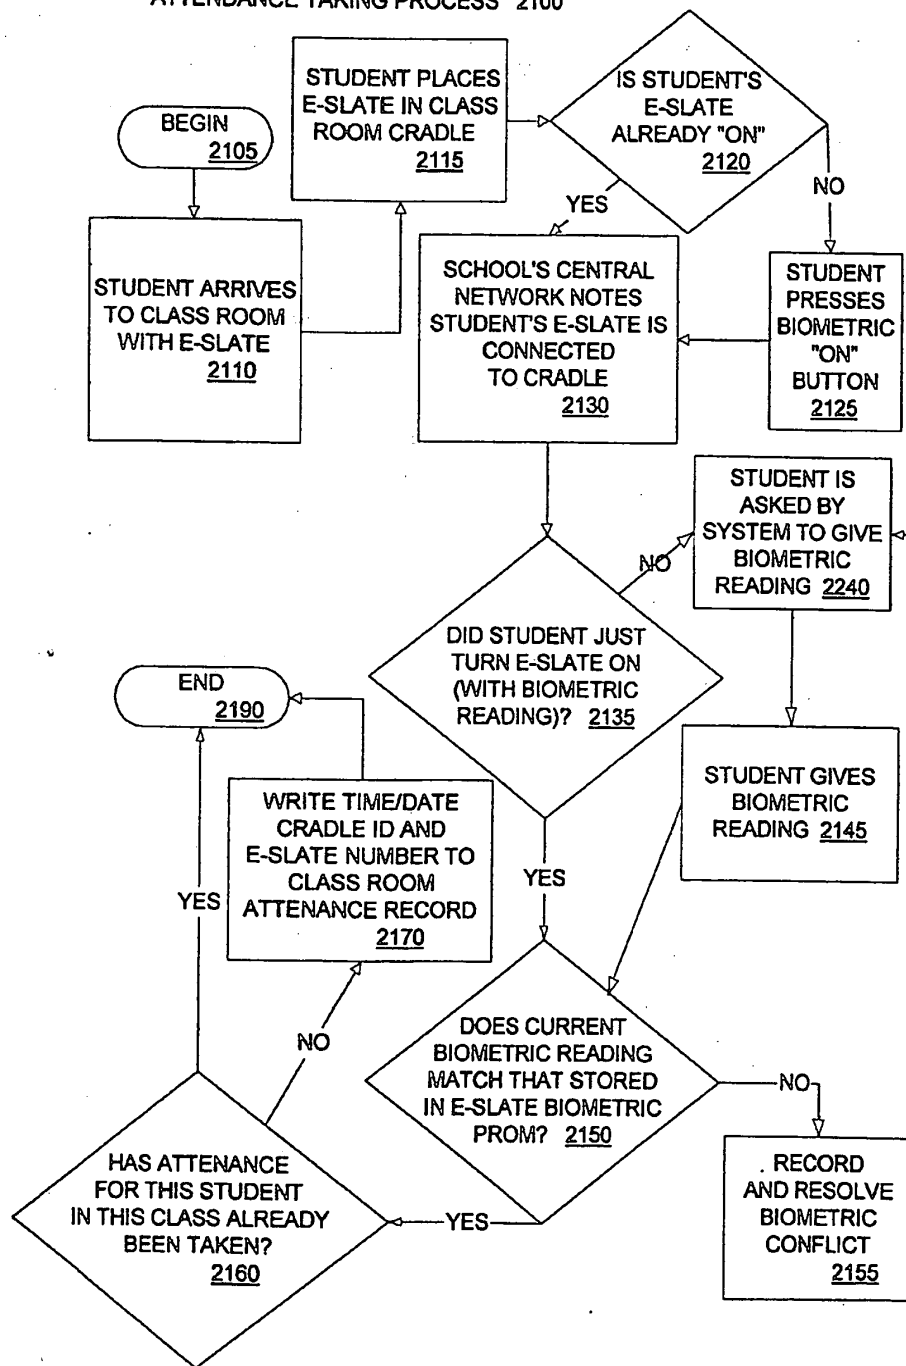 ATTENDANCE TAKING PROCESS 2100
BEGIN
2105
STUDENT PLACES
E-SLATE IN CLASS
ROOM CRADLE
2115
IS STUDENT'S
E-SLATE
ALREADY "ON"
2120
YES
NO
STUDENT ARRIVES
TO CLASS ROOM
WITH E-SLATE
2110
SCHOOL'S CENTRAL
NETWORK NOTES
STUDENT'S E-SLATE IS
CONNECTED
TO CRADLE
2130
STUDENT
PRESSES
BIOMETRIC
"ON"
BUTTON
2125
STUDENT IS
ASKED BY
SYSTEM TO GIVE
BIOMETRIC
READING 2240
NO
DID STUDENT JUST
TURN E-SLATE ON
(WITH BIOMETRIC
READING)? 2135
END
2190
STUDENT GIVES
BIOMETRIC
READING 2145
WRITE TIME/DATE
CRADLE ID AND
E-SLATE NUMBER TO
CLASS ROOM
ATTENANCE RECORD
2170
YES
YES
NO
DOES CURRENT
BIOMETRIC READING
MATCH THAT STORED
IN E-SLATE BIOMETRIC
PROM? 2150
NO
HAS ATTENANCE
FOR THIS STUDENT
IN THIS CLASS ALREADY
BEEN TAKEN?
2160
YES
. RECORD
AND RESOLVE
BIOMETRIC
CONFLICT
2155